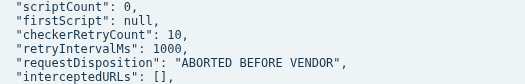 "scriptCount": 0,
"firstScript": null,
"checkerRetryCount": 10,
"retryIntervalMs": 1000,
"requestDisposition": "ABORTED BEFORE VENDOR",
"interceptedURLs": [],